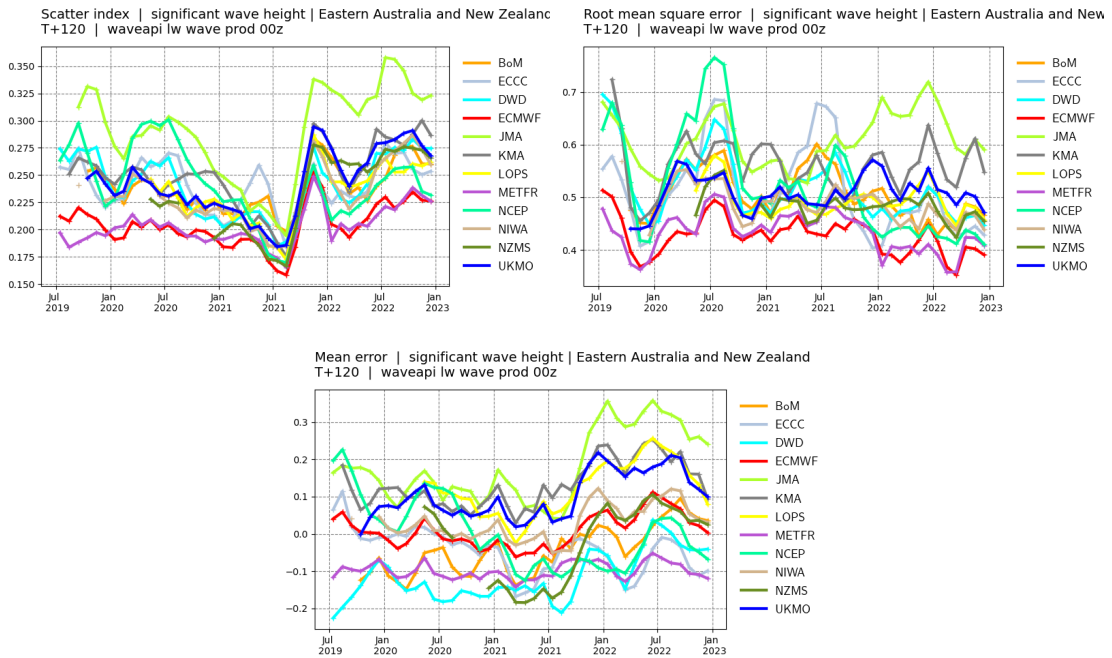 Scatter index | significant wave height | Eastern Australia and New Zealand
T+120 | waveapi lw wave prod 00z
0.350
0.325
0.300
0.275
0.250
0.225
0.200
0.175
0.150
Jul 2019
Jan 2020
Jul 2020
Jan 2021
Jul 2021
Jan 2022
Jul 2022
Jan 2023
BoM
ECCC
DWD
ECMWF
JMA
KMA
LOPS
METFR
NCEP
NIWA
NZMS
UKMO
Root mean square error | significant wave height | Eastern Australia and New
T+120 | waveapi lw wave prod 00z
0.7
0.6
0.5
0.4
Jul 2019
Jan 2020
Jul 2020
Jan 2021
Jul 2021
Jan 2022
Jul 2022
Jan 2023
BoM
ECCC
DWD
ECMWF
JMA
KMA
LOPS
METFR
NCEP
NIWA
NZMS
UKMO
Mean error | significant wave height | Eastern Australia and New Zealand
T+120 | waveapi lw wave prod 00z
0.3
0.2
0.1
0.0
−0.1
−0.2
Jul 2019
Jan 2020
Jul 2020
Jan 2021
Jul 2021
Jan 2022
Jul 2022
Jan 2023
BoM
ECCC
DWD
ECMWF
JMA
KMA
LOPS
METFR
NCEP
NIWA
NZMS
UKMO